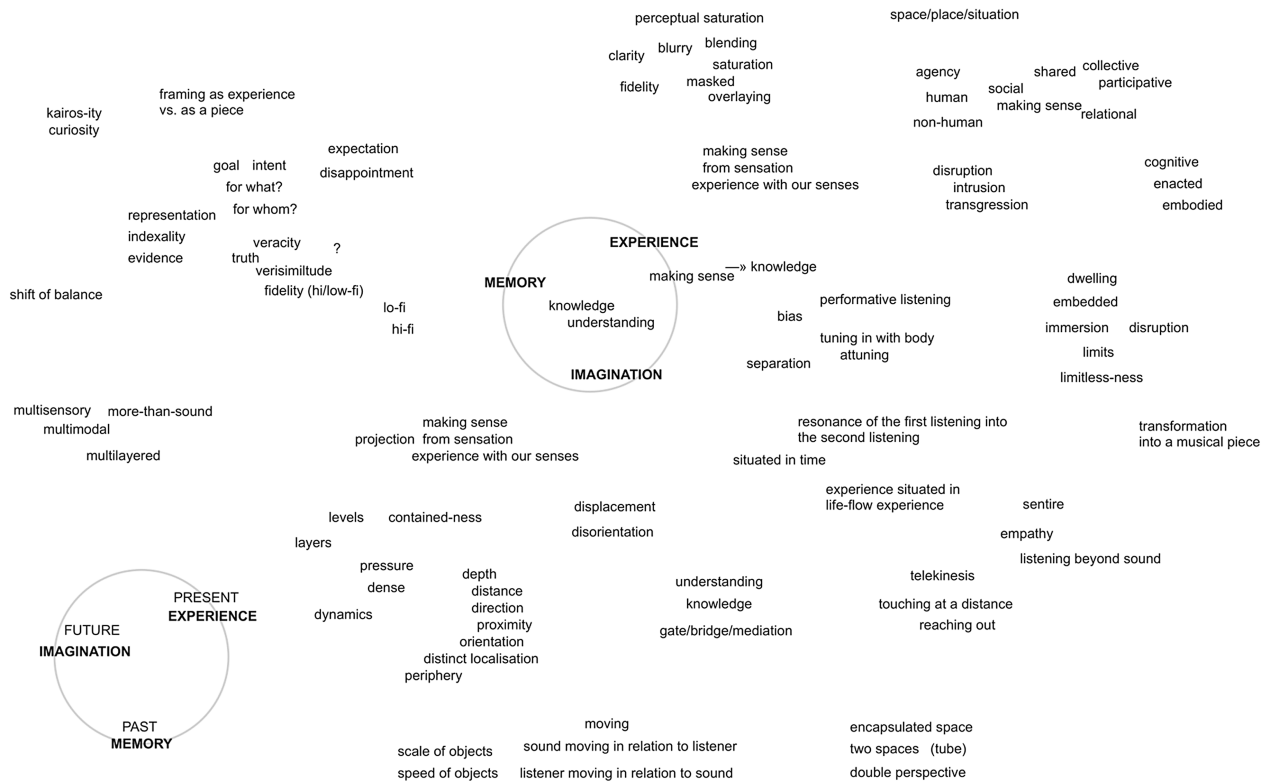 perceptual saturation
space/place/situation
clarity
blurry
blending
saturation
fidelity
masked
overlaying
agency
human
non-human
social
shared
collective
participative
making sense
relational
framing as experience
vs. as a piece
kairos-ity
curiosity
expectation
disappointment
goal
intent
for what?
for whom?
representation
indexality
evidence
veracity
truth
verisimiltude
?
fidelity (hi/low-fi)
shift of balance
lo-fi
hi-fi
making sense
from sensation
experience with our senses
disruption
intrusion
transgression
cognitive
enacted
embodied
EXPERIENCE
MEMORY
making sense
—» knowledge
knowledge
understanding
IMAGINATION
performative listening
bias
tuning in with body
attuning
separation
dwelling
embedded
immersion
disruption
limits
limitless-ness
multisensory
more-than-sound
multimodal
multilayered
making sense
projection
from sensation
experience with our senses
resonance of the first listening into
the second listening
situated in time
transformation
into a musical piece
experience situated in
life-flow experience
sentire
empathy
listening beyond sound
levels
contained-ness
layers
displacement
disorientation
pressure
dense
dynamics
depth
distance
direction
proximity
orientation
distinct localisation
periphery
understanding
knowledge
gate/bridge/mediation
telekinesis
touching at a distance
reaching out
PRESENT
EXPERIENCE
FUTURE
IMAGINATION
PAST
MEMORY
moving
scale of objects
sound moving in relation to listener
speed of objects
listener moving in relation to sound
encapsulated space
two spaces (tube)
double perspective